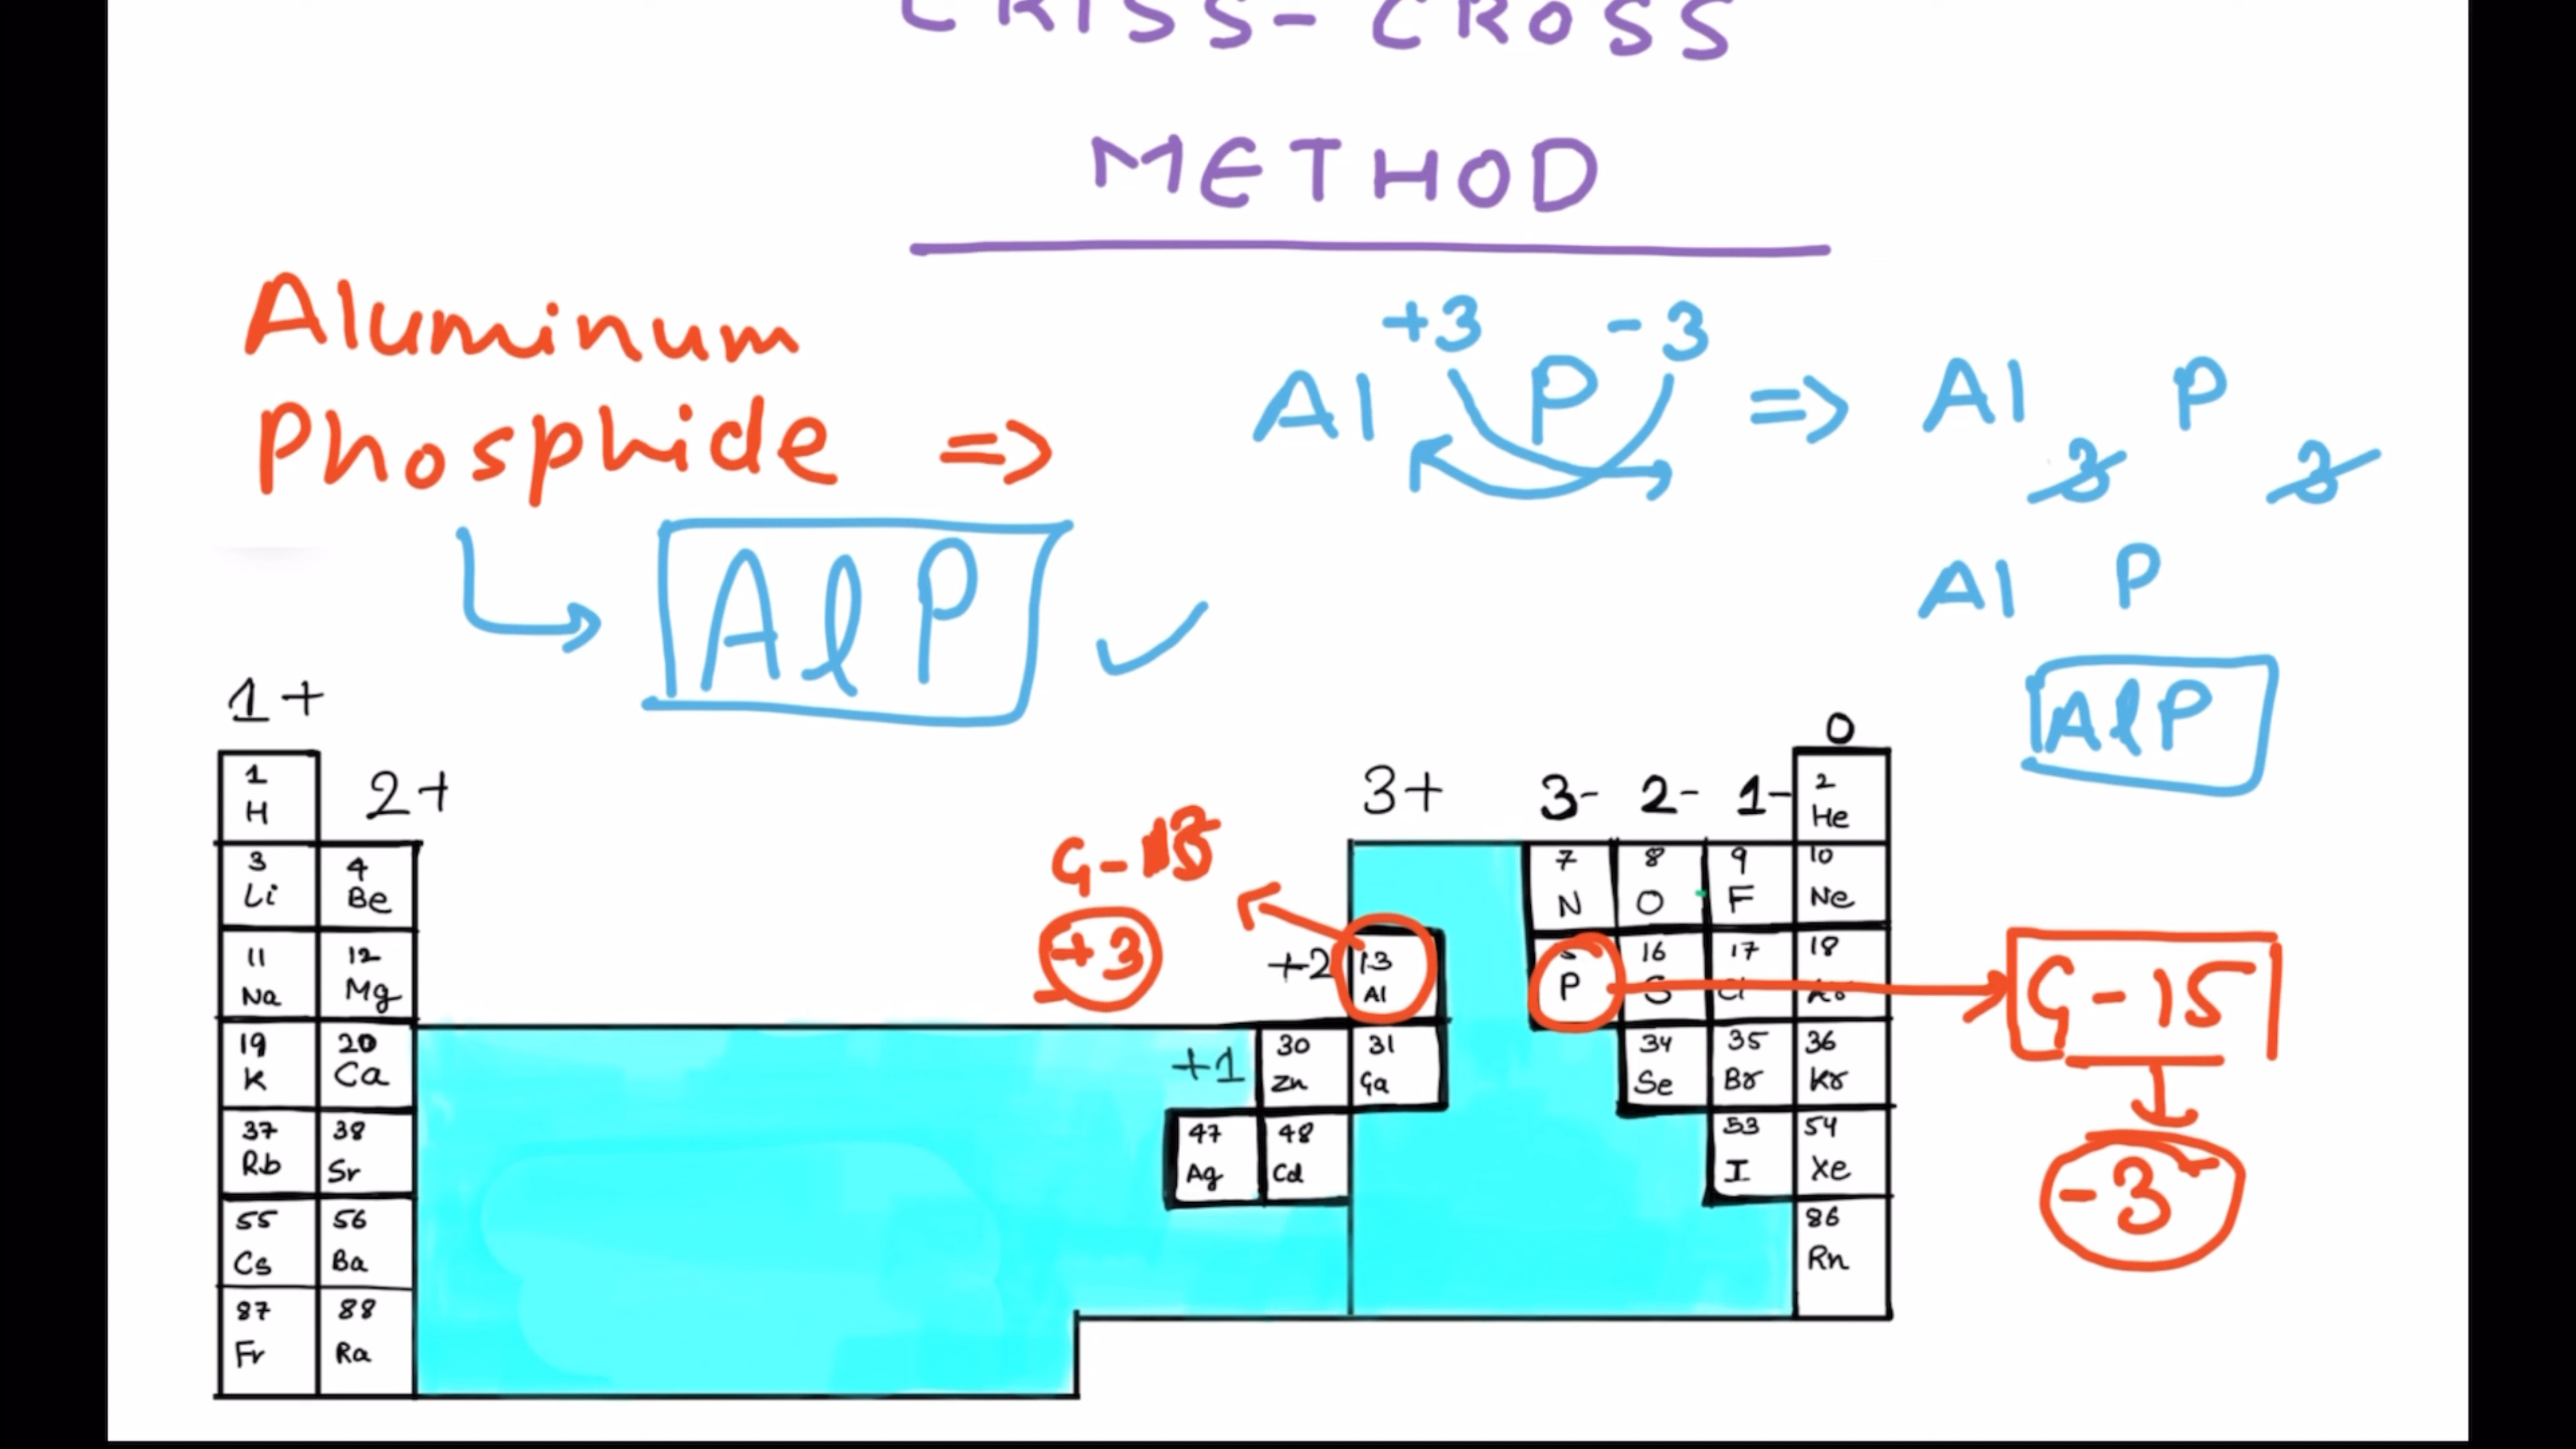 CRISS-CROSS
METHOD
Aluminum
Phosphide =>
Al +3 P -3 => Al 3 P 3
AlP
Al P
AlP
1+
2+
3+
3-
2-
1-
0
1 H
2 He
3 Li
4 Be
7 N
8 O
9 F
10 Ne
G-
+3
11 Na
12 Mg
+2
13 Al
P
16 S
17 Cl
18 Ar
G-15
-3
19 K
20 Ca
+1
30 Zn
31 Ga
34 Se
35 Br
36 Kr
37 Rb
38 Sr
47 Ag
48 Cd
53 I
54 Xe
55 Cs
56 Ba
86 Rn
87 Fr
88 Ra